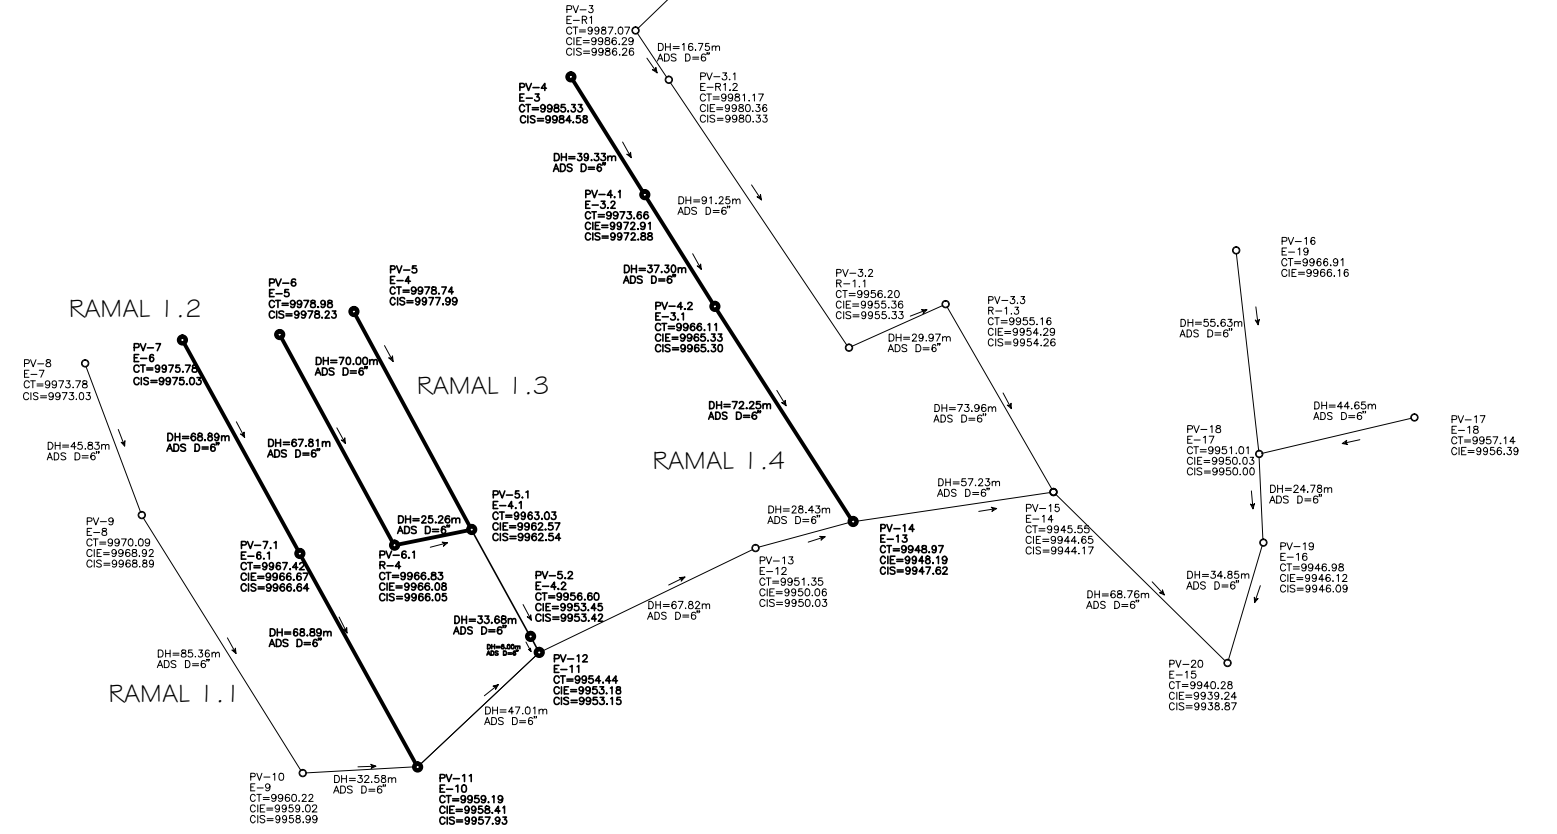 PV-3
E-R1
CT=9987.07
CIE=9986.29
CIS=9986.26
DH=16.75m
ADS D=6"
PV-3.1
E-R1.2
CT=9981.17
CIE=9980.36
CIS=9980.33
PV-4
E-3
CT=9985.33
CIS=9984.58
DH=39.33m
ADS D=6"
PV-4.1
E-3.2
CT=9973.66
CIE=9972.91
CIS=9972.88
DH=91.25m
ADS D=6"
DH=37.30m
ADS D=6"
PV-4.2
E-3.1
CT=9966.11
CIE=9965.33
CIS=9965.30
PV-3.2
R-1.1
CT=9956.20
CIE=9955.36
CIS=9955.33
DH=29.97m
ADS D=6"
PV-3.3
R-1.3
CT=9955.16
CIE=9954.29
CIS=9954.26
PV-16
E-19
CT=9966.91
CIE=9966.16
DH=55.63m
ADS D=6"
RAMAL 1.2
PV-6
E-5
CT=9978.98
CIS=9978.23
PV-5
E-4
CT=9978.74
CIS=9977.99
PV-7
E-6
CT=9975.78
CIS=9975.03
PV-8
E-7
CT=9973.78
CIS=9973.03
DH=70.00m
ADS D=6"
RAMAL 1.3
DH=72.25m
ADS D=6"
DH=73.96m
ADS D=6"
DH=44.65m
ADS D=6"
PV-17
E-18
CT=9957.14
CIE=9956.39
PV-18
E-17
CT=9951.01
CIE=9950.03
CIS=9950.00
DH=45.83m
ADS D=6"
DH=68.89m
ADS D=6"
DH=67.81m
ADS D=6"
RAMAL 1.4
DH=24.78m
ADS D=6"
DH=57.23m
ADS D=6"
PV-5.1
E-4.1
CT=9963.03
CIE=9962.57
CIS=9962.54
DH=25.26m
ADS D=6"
DH=28.43m
ADS D=6"
PV-9
E-8
CT=9970.09
CIE=9968.92
CIS=9968.89
PV-7.1
E-6.1
CT=9967.42
CIE=9966.67
CIS=9966.64
PV-6.1
R-4
CT=9966.83
CIE=9966.08
CIS=9966.05
PV-14
E-13
CT=9948.97
CIE=9948.19
CIS=9947.62
PV-15
E-14
CT=9945.55
CIE=9944.65
CIS=9944.17
PV-13
E-12
CT=9951.35
CIE=9950.06
CIS=9950.03
PV-19
E-16
CT=9946.98
CIE=9946.12
CIS=9946.09
PV-5.2
E-4.2
CT=9956.60
CIE=9953.45
CIS=9953.42
DH=34.85m
ADS D=6"
DH=68.76m
ADS D=6"
DH=67.82m
ADS D=6"
DH=33.68m
ADS D=6"
ADS D=6"
DH=68.89m
ADS D=6"
DH=85.36m
ADS D=6"
PV-12
E-11
CT=9954.44
CIE=9953.18
CIS=9953.15
PV-20
E-15
CT=9940.28
CIE=9939.24
CIS=9938.87
RAMAL 1.1
DH=47.01m
ADS D=6"
PV-10
E-9
CT=9960.22
CIE=9959.02
CIS=9958.99
DH=32.58m
ADS D=6"
PV-11
E-10
CT=9959.19
CIE=9958.41
CIS=9957.93